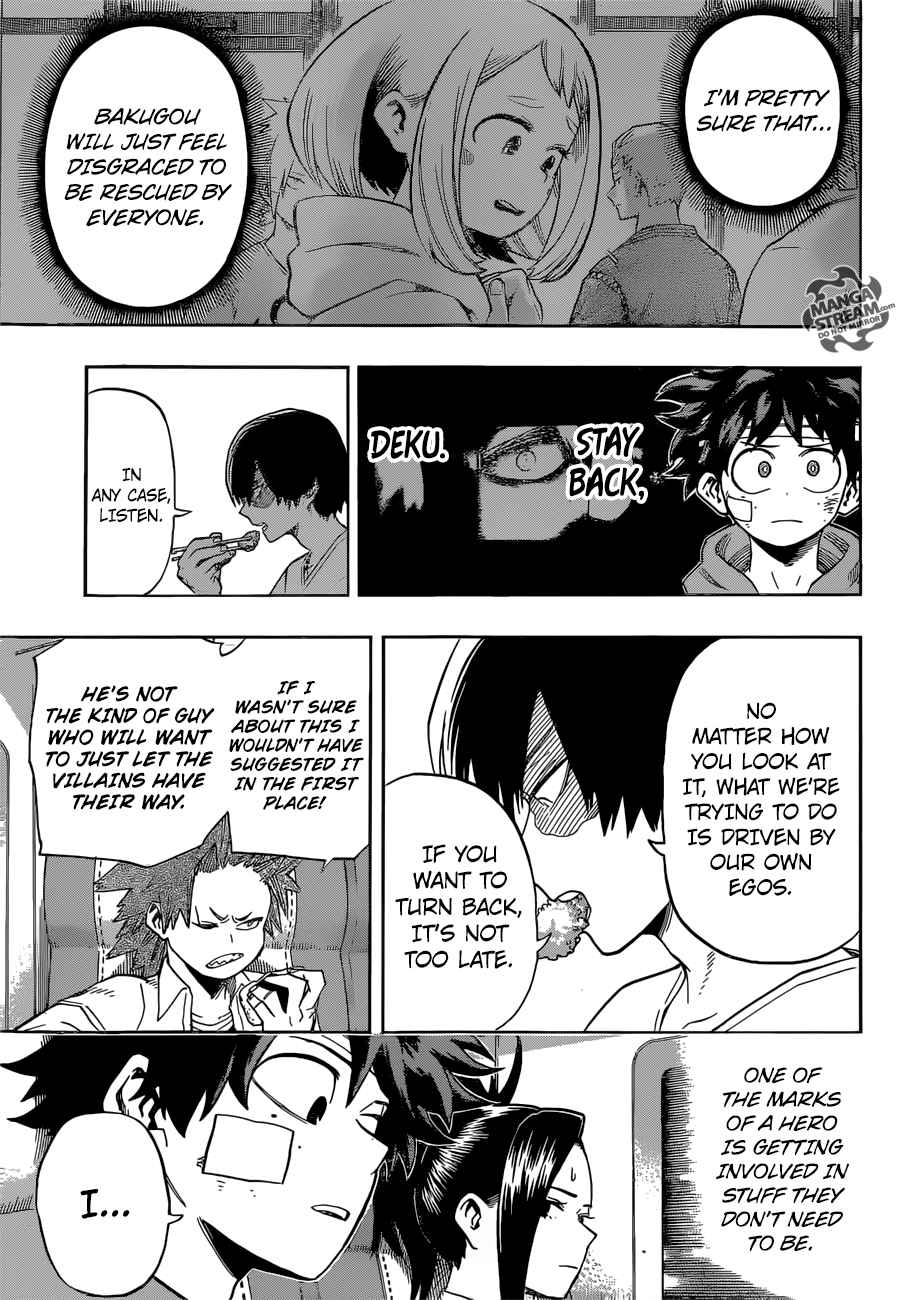 I'M PRETTY
SURE THAT...
BAKUGOU
WILL JUST FEEL
DISGRACED TO
BE RESCUED BY
EVERYONE.
MANGA
STREAM.com
DO NOT MIRROR
STAY
BACK,
DEKU.
IN
ANY CASE,
LISTEN.
NO
MATTER HOW
YOU LOOK AT
IT, WHAT WE'RE
TRYING TO DO
IS DRIVEN BY
OUR OWN
EGOS.
IF YOU
WANT TO
TURN BACK,
IT'S NOT
TOO LATE.
IF I
WASN'T SURE
ABOUT THIS I
WOULDN'T HAVE
SUGGESTED IT
IN THE FIRST
PLACE!
HE'S NOT
THE KIND OF GUY
WHO WILL WANT
TO JUST LET THE
VILLAINS HAVE
THEIR WAY.
ONE OF
THE MARKS
OF A HERO
IS GETTING
INVOLVED IN
STUFF THEY
DON'T NEED
TO BE.
I...